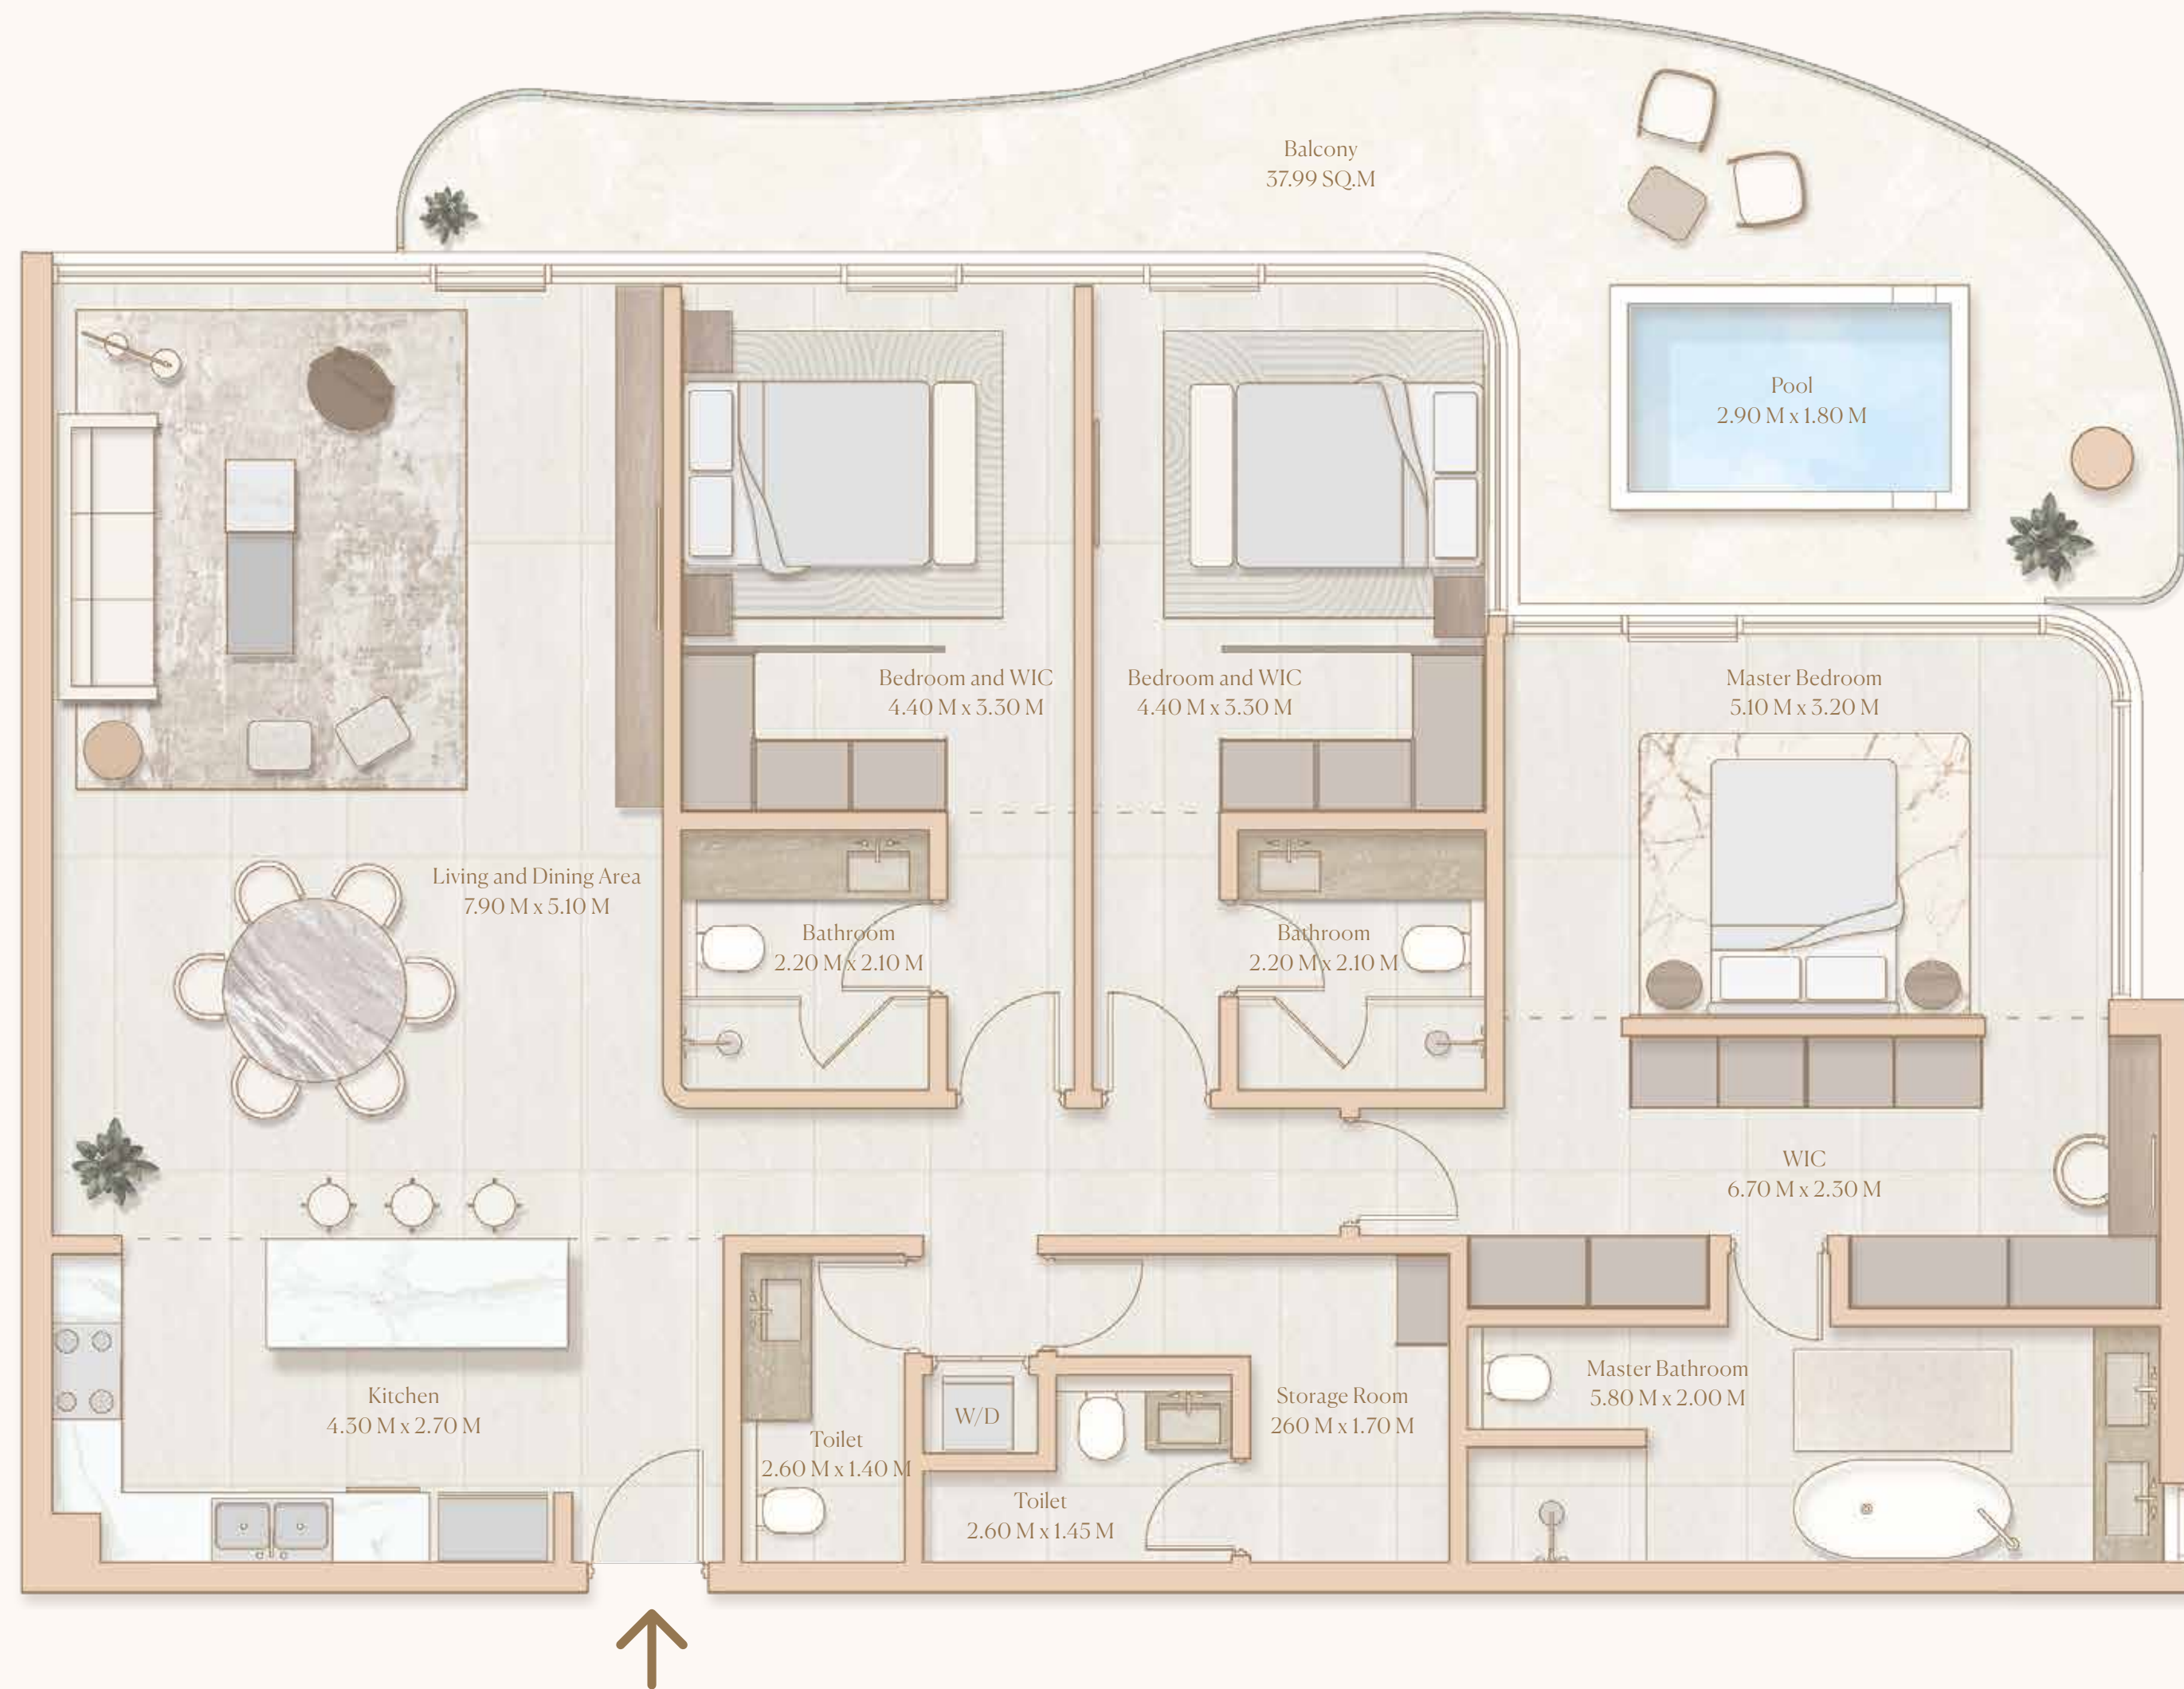 Balcony
37.99 SQ.M
Pool
2.90 M x 1.80 M
Bedroom and WIC
4.40 M x 3.30 M
Bedroom and WIC
4.40 M x 3.30 M
Master Bedroom
5.10 M x 3.20 M
Living and Dining Area
7.90 M x 5.10 M
Bathroom
2.20 M x 2.10 M
Bathroom
2.20 M x 2.10 M
WIC
6.70 M x 2.30 M
Kitchen
4.30 M x 2.70 M
Toilet
2.60 M x 1.40 M
W/D
Toilet
2.60 M x 1.45 M
Storage Room
260 M x 1.70 M
Master Bathroom
5.80 M x 2.00 M